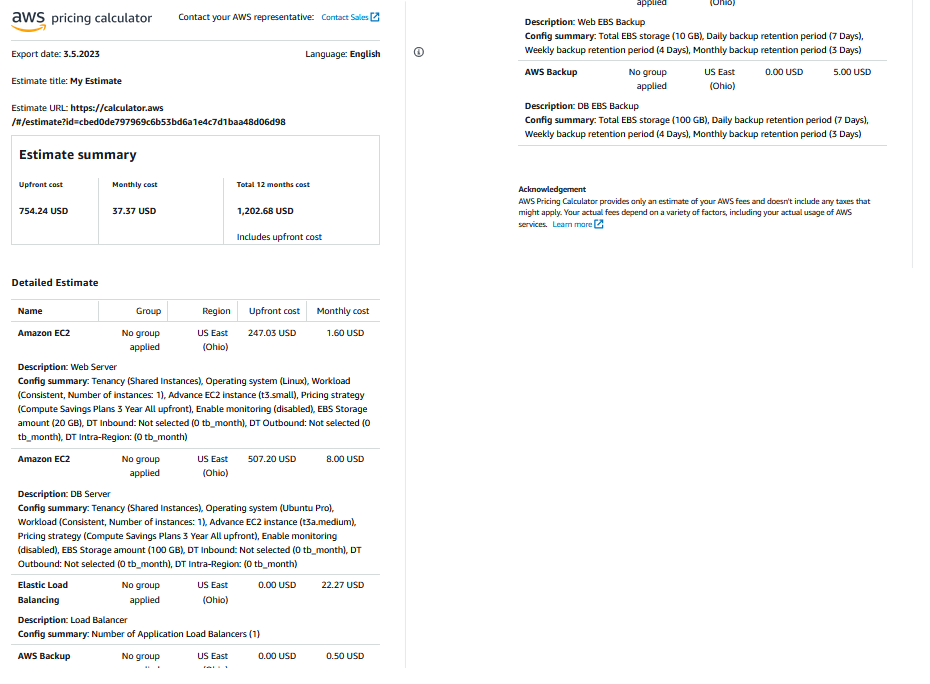 aws pricing calculator
Contact your AWS representative: Contact Sales
Export date: 3.5.2023
Language: English
Estimate title: My Estimate
Estimate URL: https://calculator.aws
/#/estimate?id=cbed0de797969c6b53bd6a1e4c7d1baa48d06d98
Estimate summary
Upfront cost Monthly cost Total 12 months cost
754.24 USD 37.37 USD 1,202.68 USD
Includes upfront cost
Detailed Estimate
Name Group Region Upfront cost Monthly cost
Amazon EC2 No group US East 247.03 USD 1.60 USD
applied (Ohio)
Description: Web Server
Config summary: Tenancy (Shared Instances), Operating system (Linux), Workload
(Consistent, Number of instances: 1), Advance EC2 instance (t3.small), Pricing strategy
(Compute Savings Plans 3 Year All upfront), Enable monitoring (disabled), EBS Storage
amount (20 GB), DT Inbound: Not selected (0 tb_month), DT Outbound: Not selected (0
tb_month), DT Intra-Region: (0 tb_month)
Amazon EC2 No group US East 507.20 USD 8.00 USD
applied (Ohio)
Description: DB Server
Config summary: Tenancy (Shared Instances), Operating system (Ubuntu Pro),
Workload (Consistent, Number of instances: 1), Advance EC2 instance (t3a.medium),
Pricing strategy (Compute Savings Plans 3 Year All upfront), Enable monitoring
(disabled), EBS Storage amount (100 GB), DT Inbound: Not selected (0 tb_month), DT
Outbound: Not selected (0 tb_month), DT Intra-Region: (0 tb_month)
Elastic Load No group US East 0.00 USD 22.27 USD
Balancing applied (Ohio)
Description: Load Balancer
Config summary: Number of Application Load Balancers (1)
AWS Backup No group US East 0.00 USD 0.50 USD
applied (Ohio)
Description: Web EBS Backup
Config summary: Total EBS storage (10 GB), Daily backup retention period (7 Days),
Weekly backup retention period (4 Days), Monthly backup retention period (3 Days)
AWS Backup No group US East 0.00 USD 5.00 USD
applied (Ohio)
Description: DB EBS Backup
Config summary: Total EBS storage (100 GB), Daily backup retention period (7 Days),
Weekly backup retention period (4 Days), Monthly backup retention period (3 Days)
Acknowledgement
AWS Pricing Calculator provides only an estimate of your AWS fees and doesn't include any taxes that
might apply. Your actual fees depend on a variety of factors, including your actual usage of AWS
services. Learn more